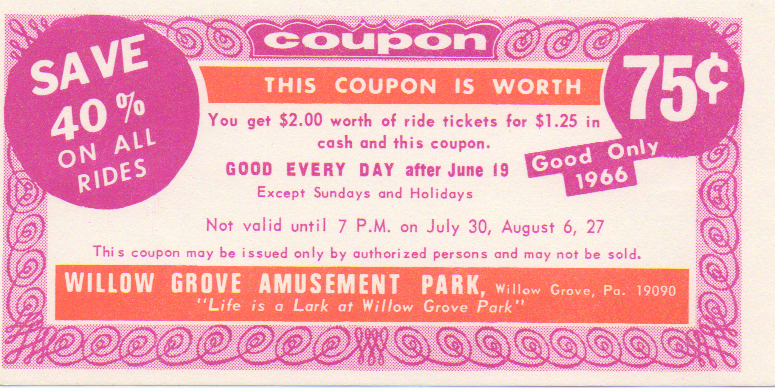 coupon
SAVE
40%
ON ALL
RIDES
THIS COUPON IS WORTH
75¢
You get $2.00 worth of ride tickets for $1.25 in
cash and this coupon.
GOOD EVERY DAY after June 19
Except Sundays and Holidays
Good Only
1966
Not valid until 7 P.M. on July 30, August 6, 27
This coupon may be issued only by authorized persons and may not be sold.
WILLOW GROVE AMUSEMENT PARK, Willow Grove, Pa. 19090
"Life is a Lark at Willow Grove Park"